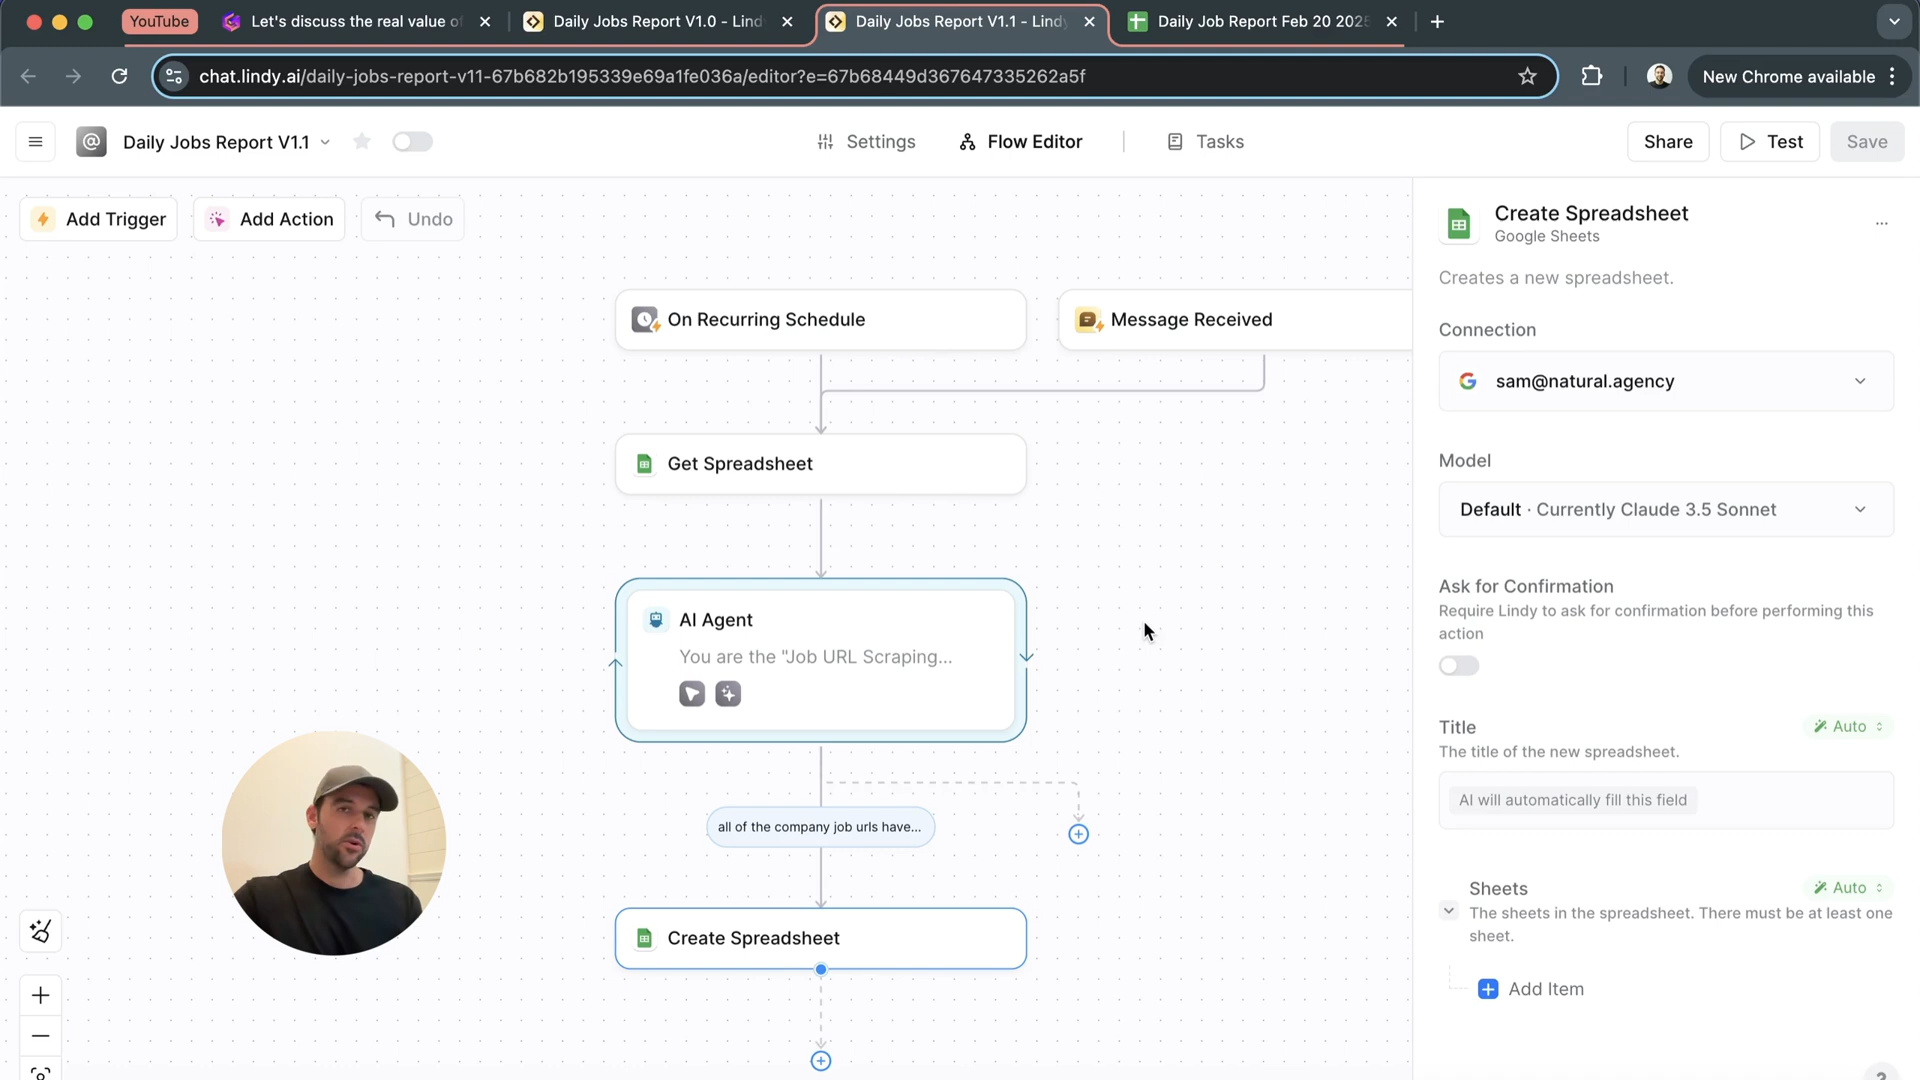 YouTube
Let's discuss the real value of
Daily Jobs Report V1.0 - Lind
Daily Jobs Report V1.1 - Lindy
Daily Job Report Feb 20 2025
chat.lindy.ai/daily-jobs-report-v11-67b682b195339e69a1fe036a/editor?e=67b68449d367647335262a5f
New Chrome available
Daily Jobs Report V1.1
Settings
Flow Editor
Tasks
Share
Test
Save
Add Trigger
Add Action
Undo
On Recurring Schedule
Message Received
Get Spreadsheet
AI Agent
You are the "Job URL Scraping...
all of the company job urls have...
Create Spreadsheet
Create Spreadsheet
Google Sheets
Creates a new spreadsheet.
Connection
sam@natural.agency
Model
Default · Currently Claude 3.5 Sonnet
Ask for Confirmation
Require Lindy to ask for confirmation before performing this
action
Title
Auto
The title of the new spreadsheet.
AI will automatically fill this field
Sheets
Auto
The sheets in the spreadsheet. There must be at least one
sheet.
Add Item